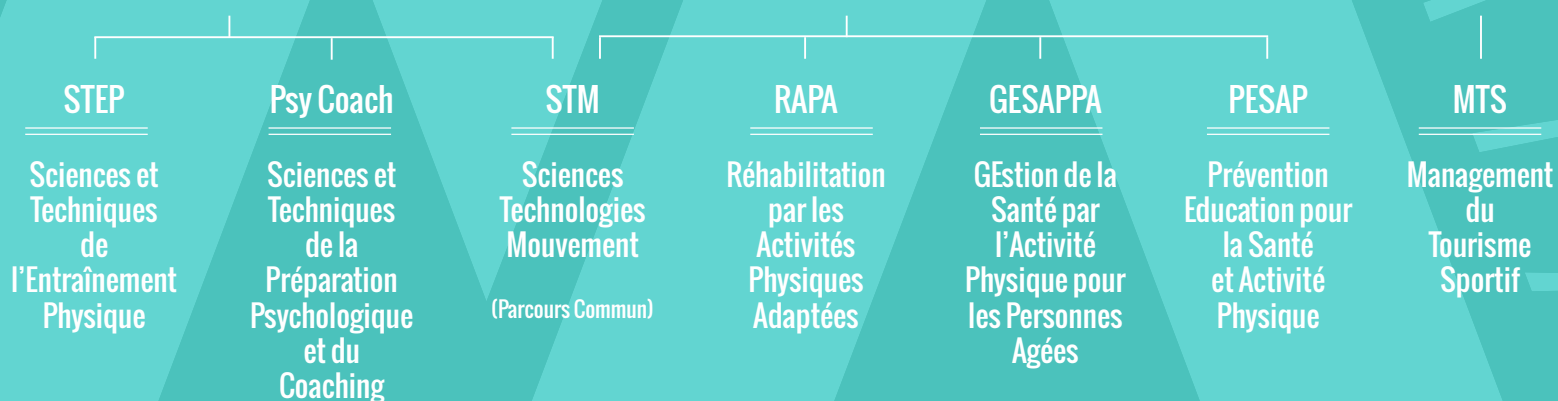 STEP
Sciences et
Techniques
de
l'Entraînement
Physique
Psy Coach
Sciences et
Techniques
de la
Préparation
Psychologique
et du
Coaching
STM
Sciences
Technologies
Mouvement
(Parcours Commun)
RAPA
Réhabilitation
par les
Activités
Physiques
Adaptées
GESAPPA
GEstion de la
Santé par
l'Activité
Physique pour
les Personnes
Agées
PESAP
Prévention
Education pour
la Santé
et Activité
Physique
MTS
Management
du
Tourisme
Sportif